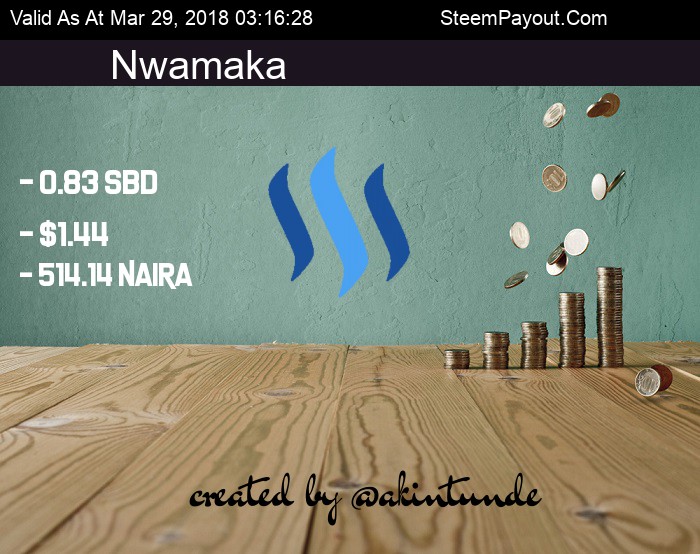 Valid As At Mar 29, 2018 03:16:28 SteemPayout.Com
Nwamaka
- 0.83 SBD
- $1.44
- 514.14 NAIRA
created by @akintunde